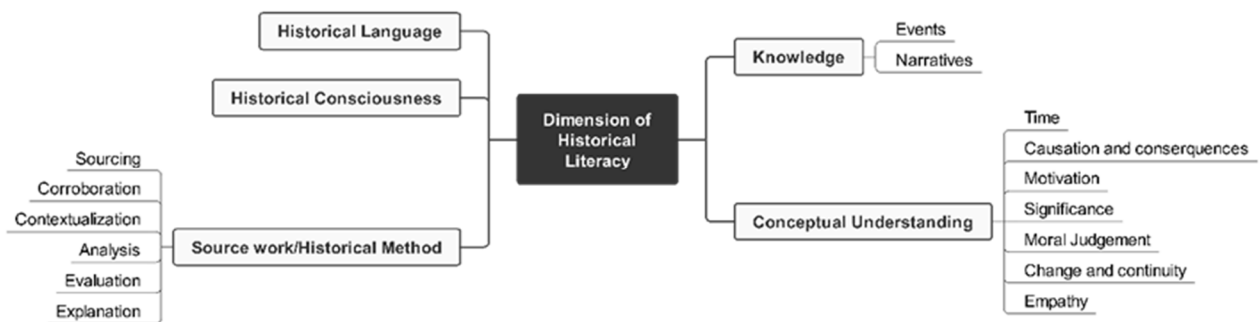 Dimension of
Historical
Literacy
Historical Language
Historical Consciousness
Source work/Historical Method
Sourcing
Corroboration
Contextualization
Analysis
Evaluation
Explanation
Knowledge
Events
Narratives
Conceptual Understanding
Time
Causation and conserquences
Motivation
Significance
Moral Judgement
Change and continuity
Empathy